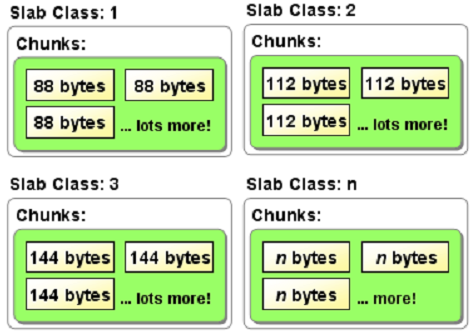 Slab Class: 1
Chunks:
88 bytes 88 bytes
88 bytes ... lots more!
Slab Class: 2
Chunks:
112 bytes 112 bytes
112 bytes ... lots more!
Slab Class: 3
Chunks:
144 bytes 144 bytes
144 bytes ... lots more!
Slab Class: n
Chunks:
n bytes n bytes
n bytes ... more!